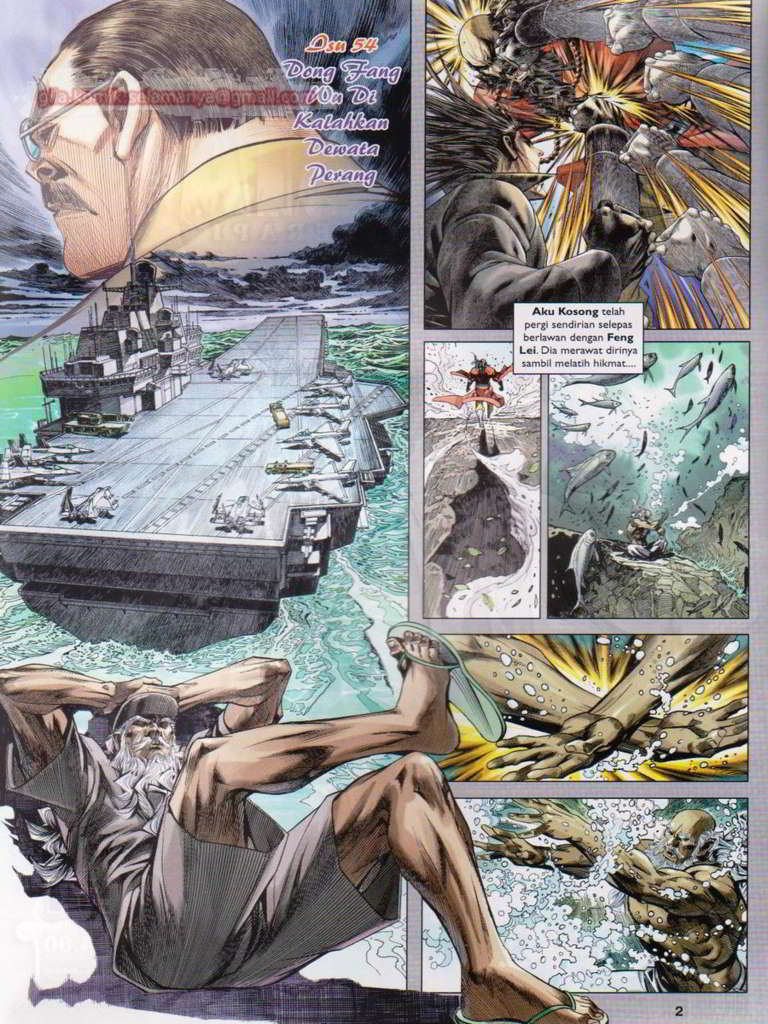 Isu 54
Dong Fang
Wu Di
Kalahkan
Dewata
Perang
Aku Kosong telah
pergi sendirian selepas
berlawan dengan Feng
Lei. Dia merawat dirinya
sambil melatih hikmat....
2